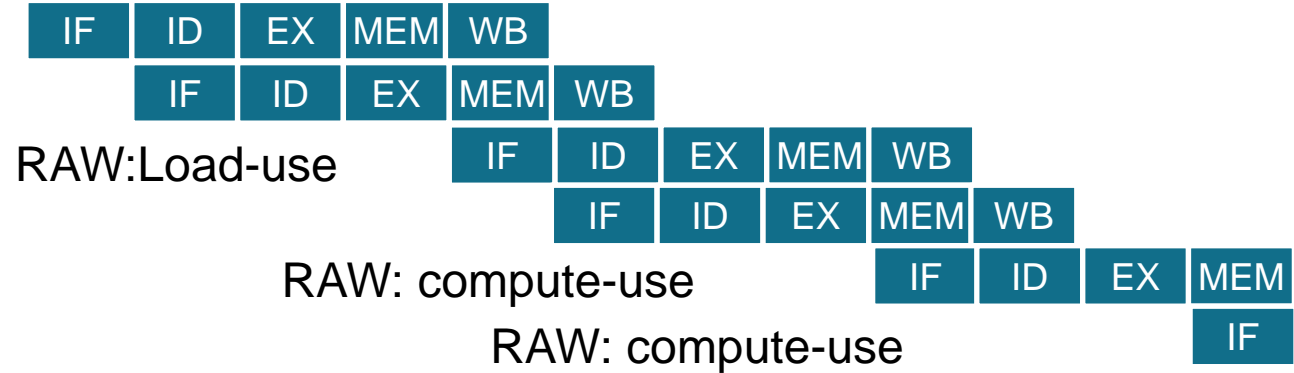 IF ID EX MEM WB
IF ID EX MEM WB
RAW:Load-use IF ID EX MEM WB
IF ID EX MEM WB
RAW: compute-use IF ID EX MEM
RAW: compute-use IF